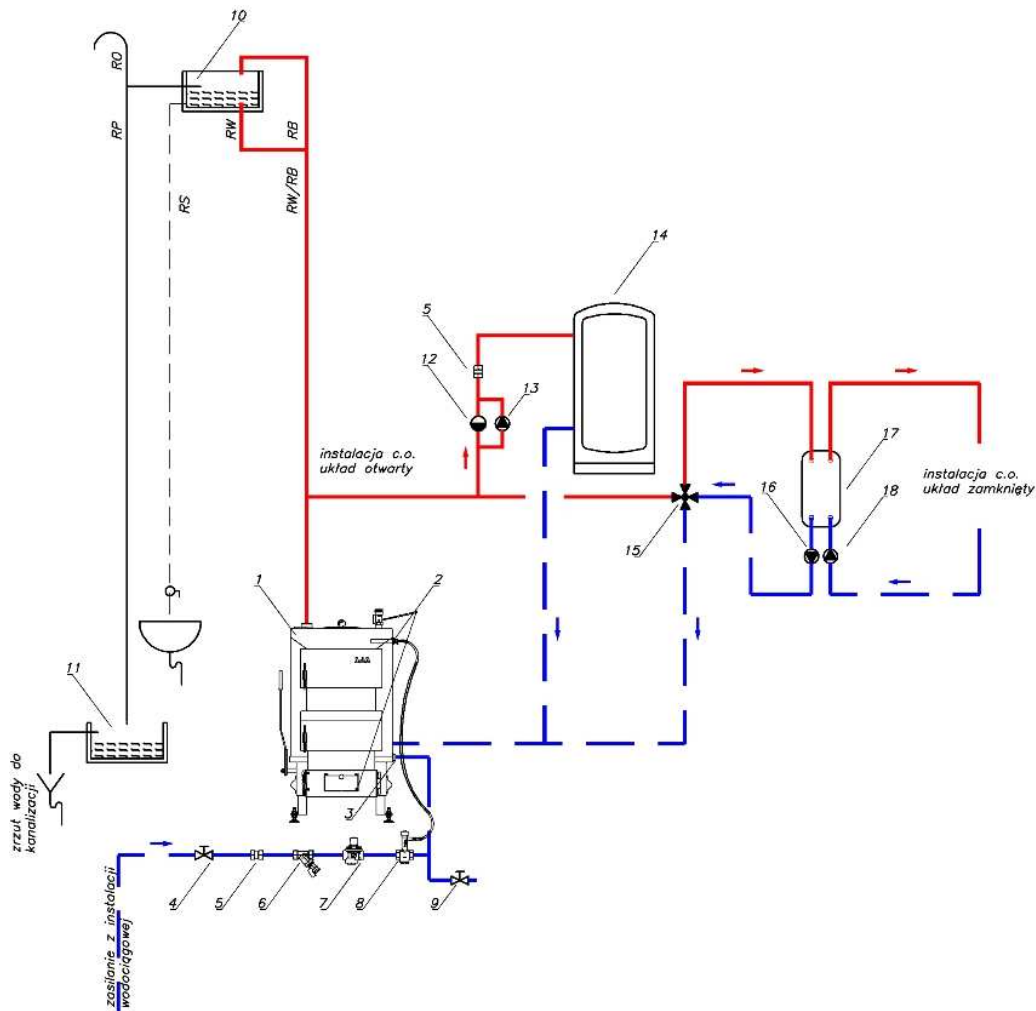 10
RO
RP
RW
RB
RS
RW/RB
14
5
12
13
instalacja c.o.
układ otwarty
17
instalacja c.o.
układ zamknięty
16
18
15
1
2
11
3
zrzut wody do
kanalizacji
4
5
6
7
8
9
zasilanie z instalacji
wodociągowej